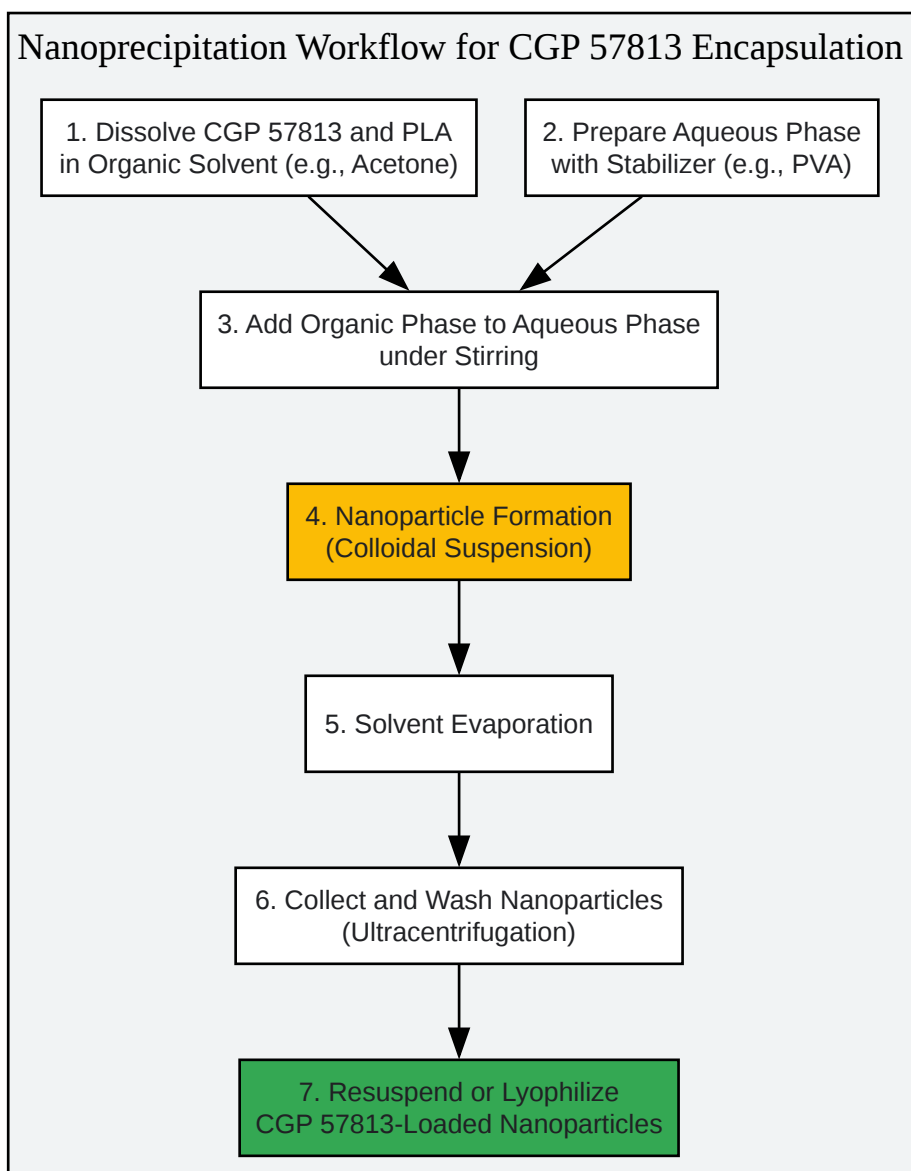 Nanoprecipitation Workflow for CGP 57813 Encapsulation
1. Dissolve CGP 57813 and PLA
in Organic Solvent (e.g., Acetone)
2. Prepare Aqueous Phase
with Stabilizer (e.g., PVA)
3. Add Organic Phase to Aqueous Phase
under Stirring
4. Nanoparticle Formation
(Colloidal Suspension)
5. Solvent Evaporation
6. Collect and Wash Nanoparticles
(Ultracentrifugation)
7. Resuspend or Lyophilize
CGP 57813-Loaded Nanoparticles